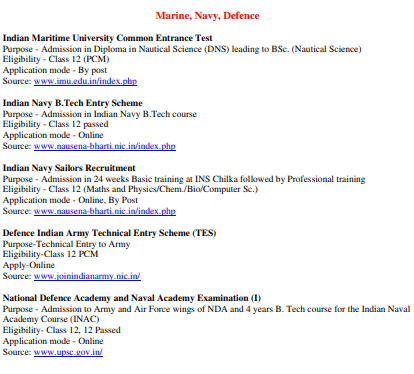 Marine, Navy, Defence
Indian Maritime University Common Entrance Test
Purpose - Admission in Diploma in Nautical Science (DNS) leading to BSc. (Nautical Science)
Eligibility - Class 12 (PCM)
Application mode - By post
Source: www.imu.edu.in/index.php
Indian Navy B.Tech Entry Scheme
Purpose - Admission in Indian Navy B.Tech course
Eligibility - Class 12 passed
Application mode - Online
Source: www.nausena-bharti.nic.in/index.php
Indian Navy Sailors Recruitment
Purpose - Admission in 24 weeks Basic training at INS Chilka followed by Professional training
Eligibility - Class 12 (Maths and Physics/Chem./Bio/Computer Sc.)
Application mode - Online, By Post
Source: www.nausena-bharti.nic.in/index.php
Defence Indian Army Technical Entry Scheme (TES)
Purpose-Technical Entry to Army
Eligibility-Class 12 PCM
Apply-Online
Source: www.joinindianarmy.nic.in/
National Defence Academy and Naval Academy Examination (I)
Purpose - Admission to Army and Air Force wings of NDA and 4 years B. Tech course for the Indian Naval
Academy Course (INAC)
Eligibility- Class 12, 12 Passed
Application mode - Online
Source: www.upsc.gov.in/